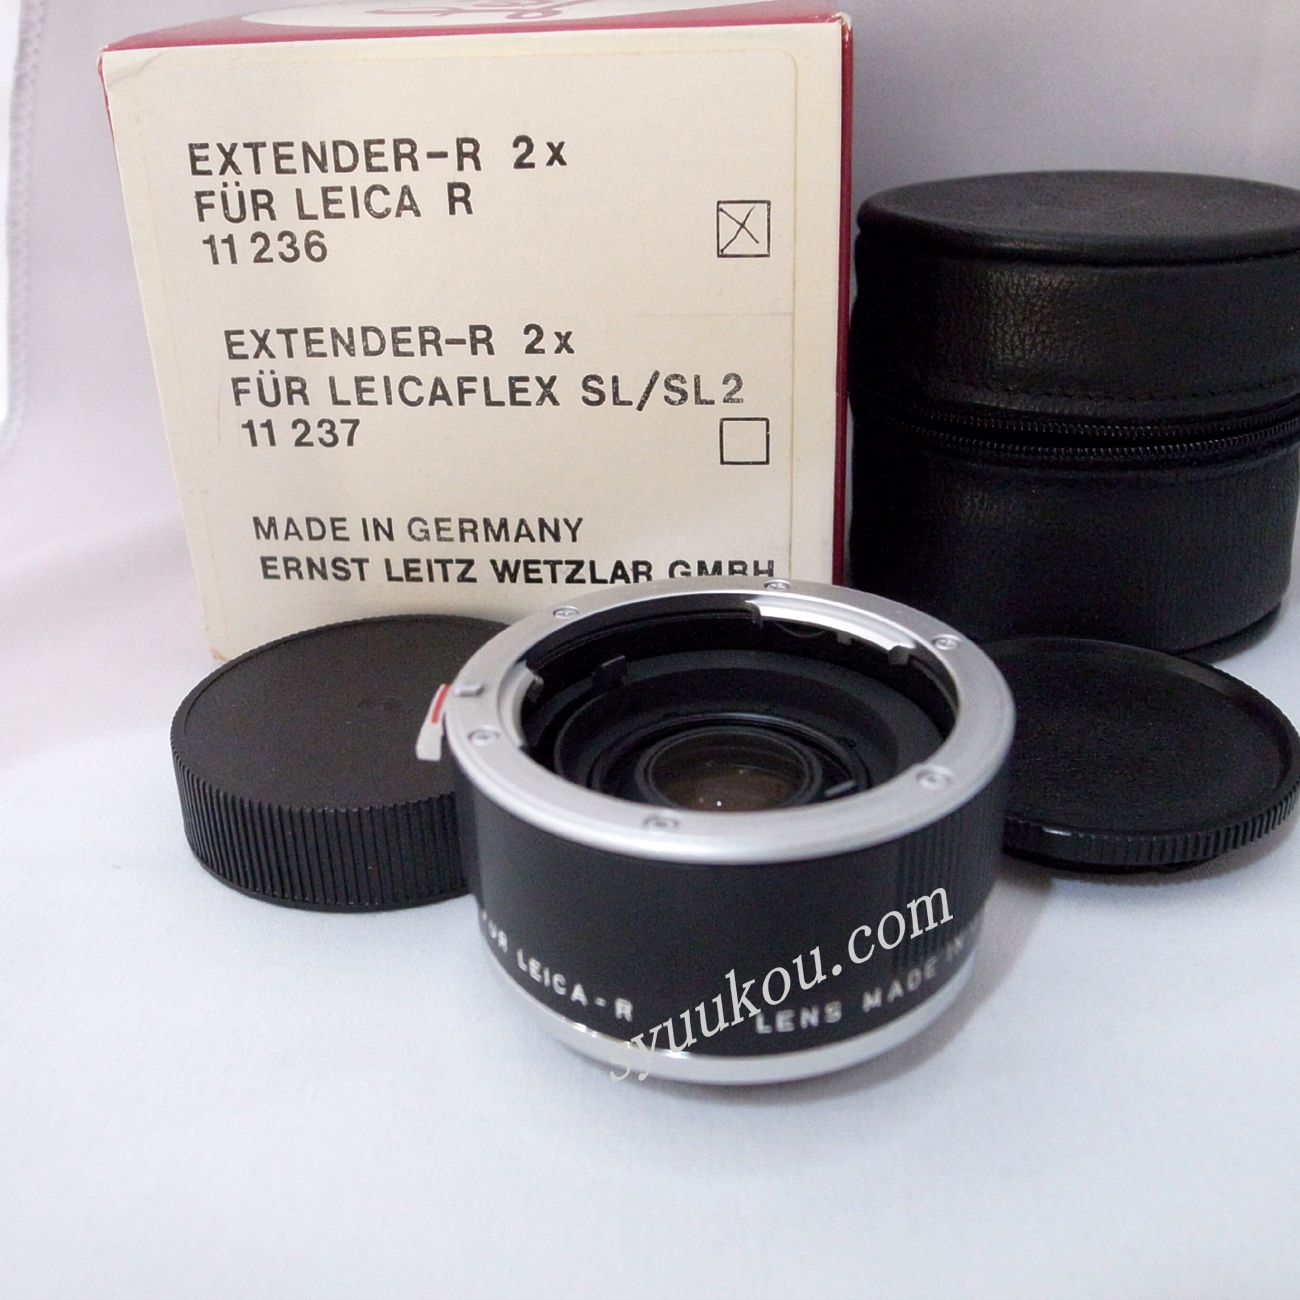 EXTENDER-R 2x
FÜR LEICA R
11 236
EXTENDER-R 2x
FÜR LEICAFLEX SL/SL2
11 237
MADE IN GERMANY
ERNST LEITZ WETZLAR GMBH
FÜR LEICA-R
LENS MADE IN
syuukou.com